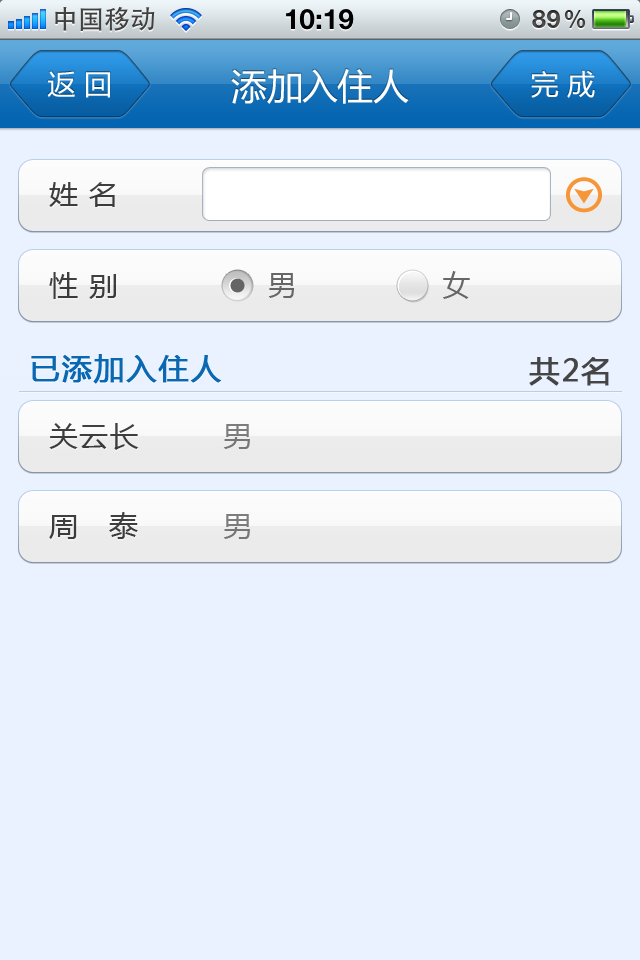 中国移动 10:19 89%
返回 添加入住人 完成
姓名
性别 男 女
已添加入住人 共2名
关云长 男
周 泰 男